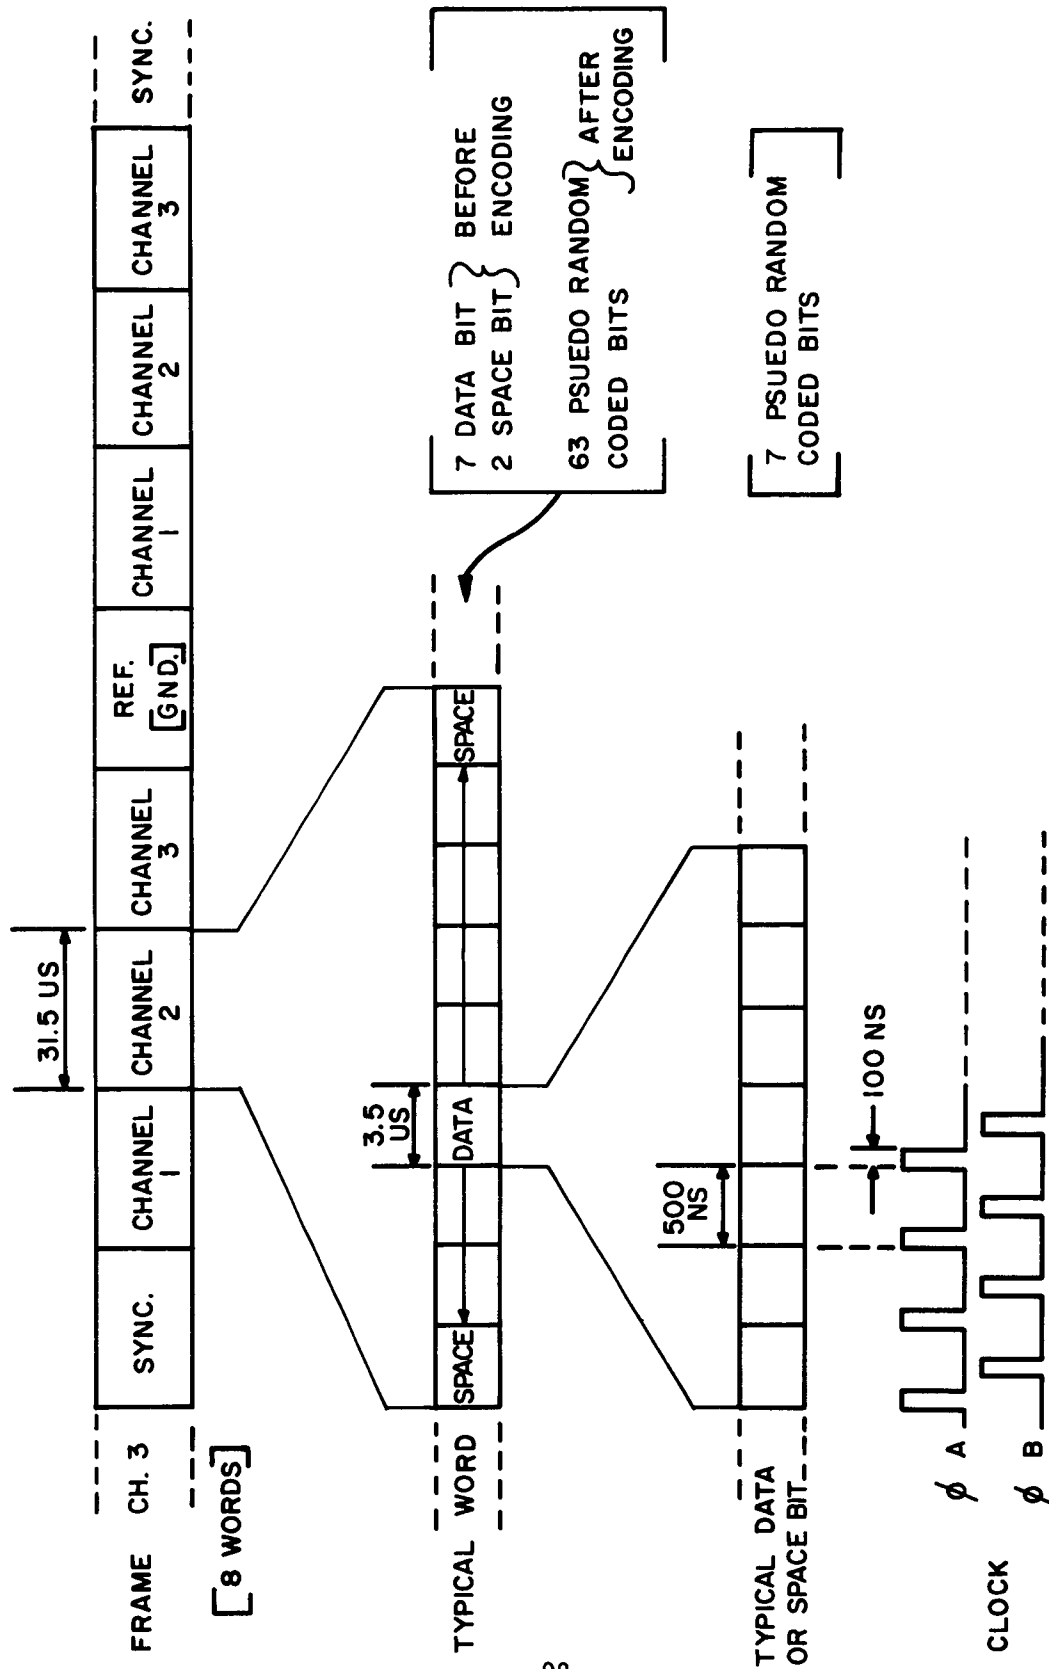 FRAME CH. 3
SYNC.
CHANNEL
1
CHANNEL
2
CHANNEL
3
REF.
[GND.]
CHANNEL
1
CHANNEL
2
CHANNEL
3
SYNC.
[8 WORDS]
31.5 US
TYPICAL WORD
SPACE
DATA
SPACE
3.5
US
7 DATA BIT } BEFORE
2 SPACE BIT } ENCODING
63 PSUEDO RANDOM } AFTER
CODED BITS } ENCODING
TYPICAL DATA
OR SPACE BIT
500
NS
7 PSUEDO RANDOM
CODED BITS
100 NS
CLOCK
ϕ A
ϕ B